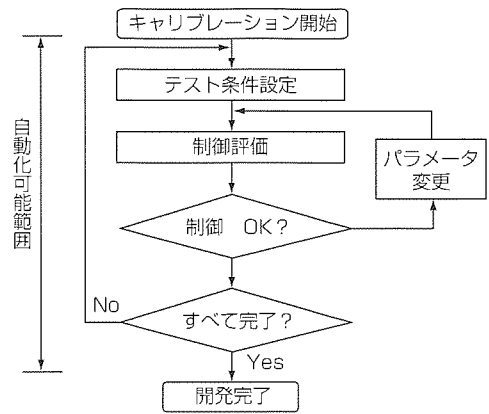 キャリブレーション開始
テスト条件設定
制御評価
パラメータ
変更
制御 OK？
No
すべて完了？
Yes
開発完了
自動化可能範囲